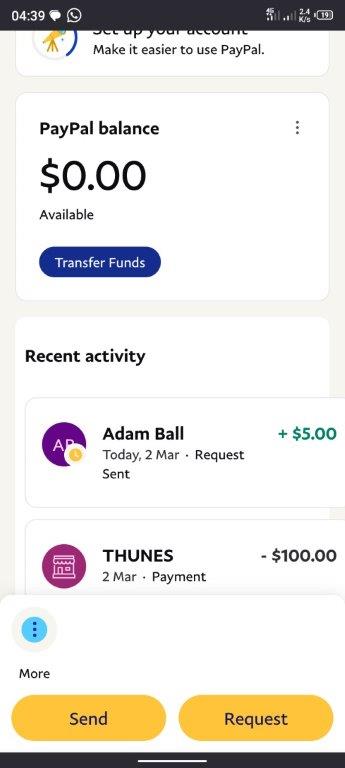 04:39
4G
2.4
K/s
19
Set up your account
Make it easier to use PayPal.
PayPal balance
$0.00
Available
Transfer Funds
Recent activity
Adam Ball
+ $5.00
Today, 2 Mar · Request
Sent
THUNES
- $100.00
2 Mar · Payment
More
Send
Request